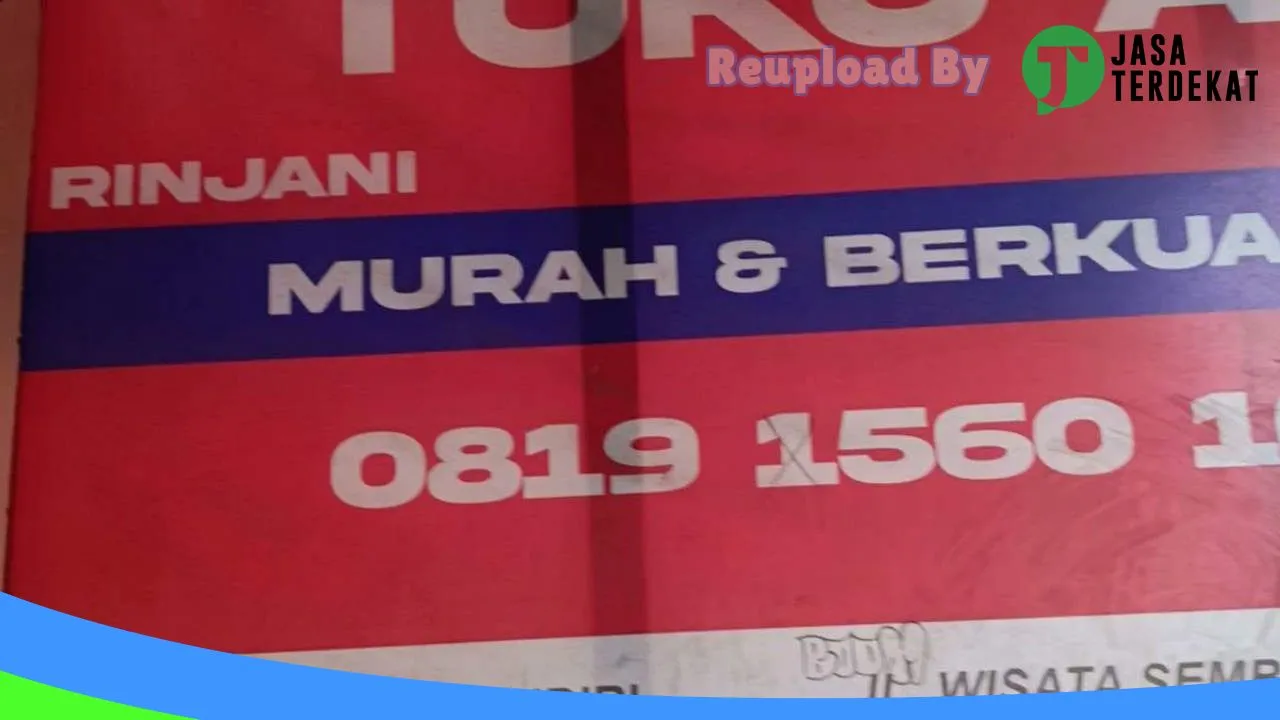 TOKO A
Reupload By
JASA
TERDEKAT
RINJANI
MURAH & BERKUA
0819 1560 1
WISATA SEMB